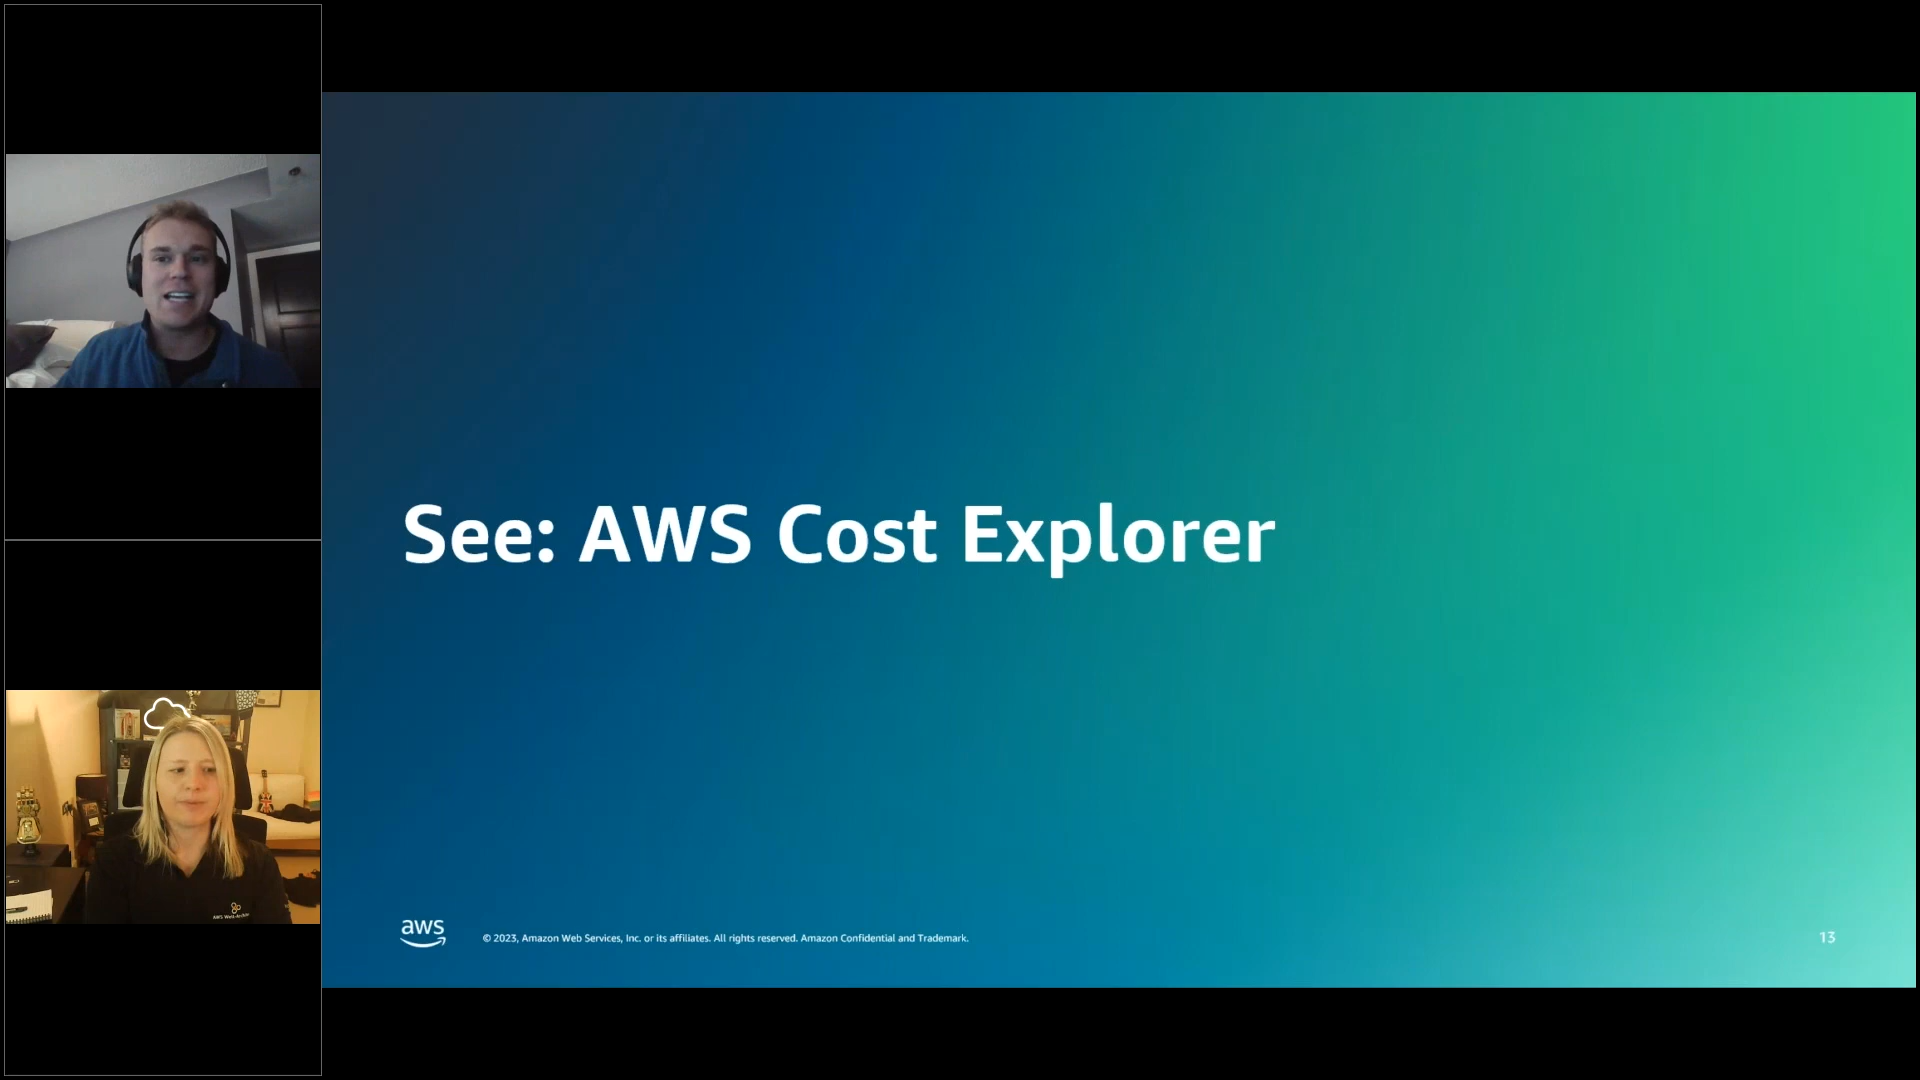 See: AWS Cost Explorer
aws
© 2023, Amazon Web Services, Inc. or its affiliates. All rights reserved. Amazon Confidential and Trademark.
13